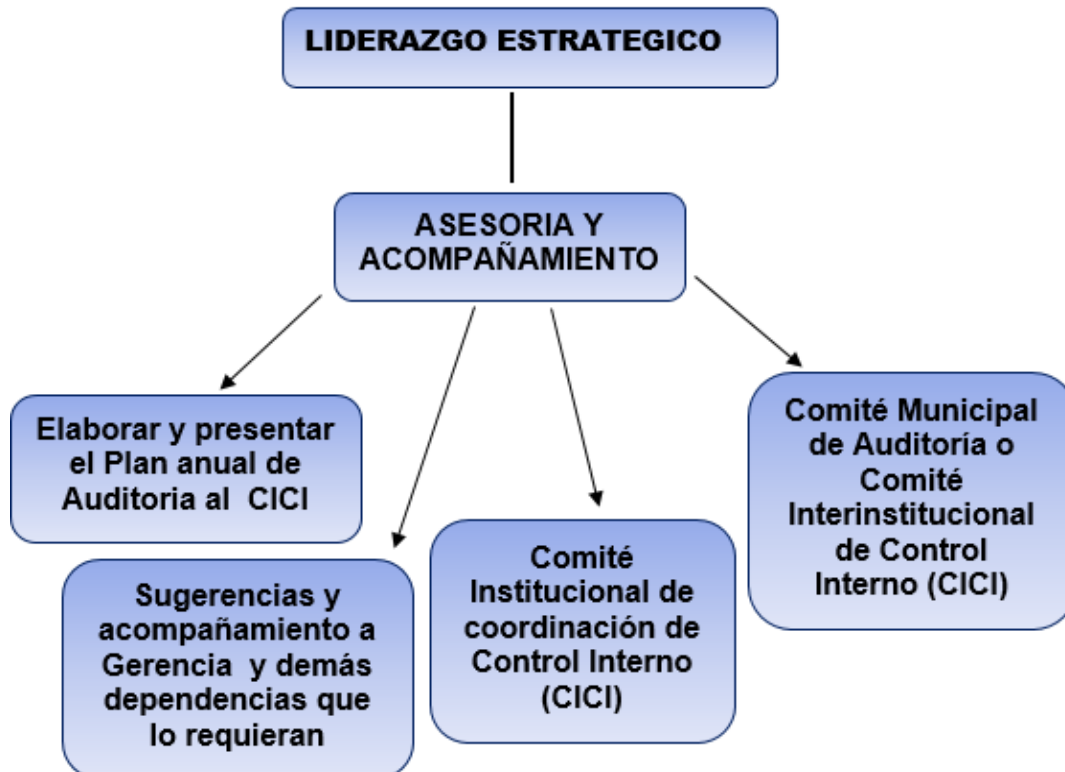 LIDERAZGO ESTRATEGICO
ASESORIA Y
ACOMPAÑAMIENTO
Elaborar y presentar
el Plan anual de
Auditoria al CICI
Sugerencias y
acompañamiento a
Gerencia y demás
dependencias que
lo requieran
Comité
Institucional de
coordinación de
Control Interno
(CICI)
Comité Municipal
de Auditoría o
Comité
Interinstitucional
de Control
Interno (CICI)